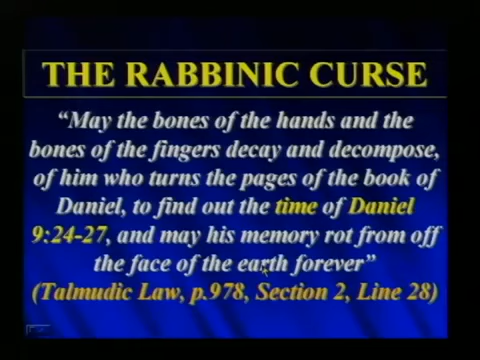 THE RABBINIC CURSE
“May the bones of the hands and the
bones of the fingers decay and decompose,
of him who turns the pages of the book of
Daniel, to find out the time of Daniel
9:24-27, and may his memory rot from off
the face of the earth forever”
(Talmudic Law, p.978, Section 2, Line 28)